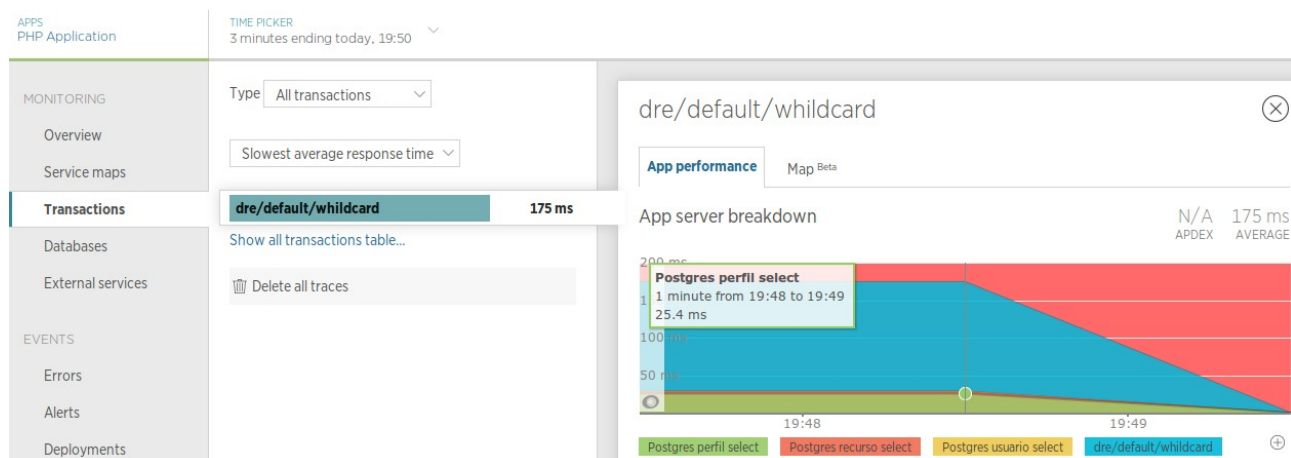 APPS
PHP Application
TIME PICKER
3 minutes ending today, 19:50
MONITORING
Overview
Service maps
Transactions
Databases
External services
EVENTS
Errors
Alerts
Deployments
Type All transactions
Slowest average response time
dre/default/whildcard 175 ms
Show all transactions table...
Delete all traces
dre/default/whildcard
App performance Map Beta
App server breakdown
N/A 175 ms
APDEX AVERAGE
200 ms
Postgres perfil select
1 minute from 19:48 to 19:49
25.4 ms
100 ms
50 ms
19:48 19:49
Postgres perfil select Postgres recurso select Postgres usuario select dre/default/whildcard